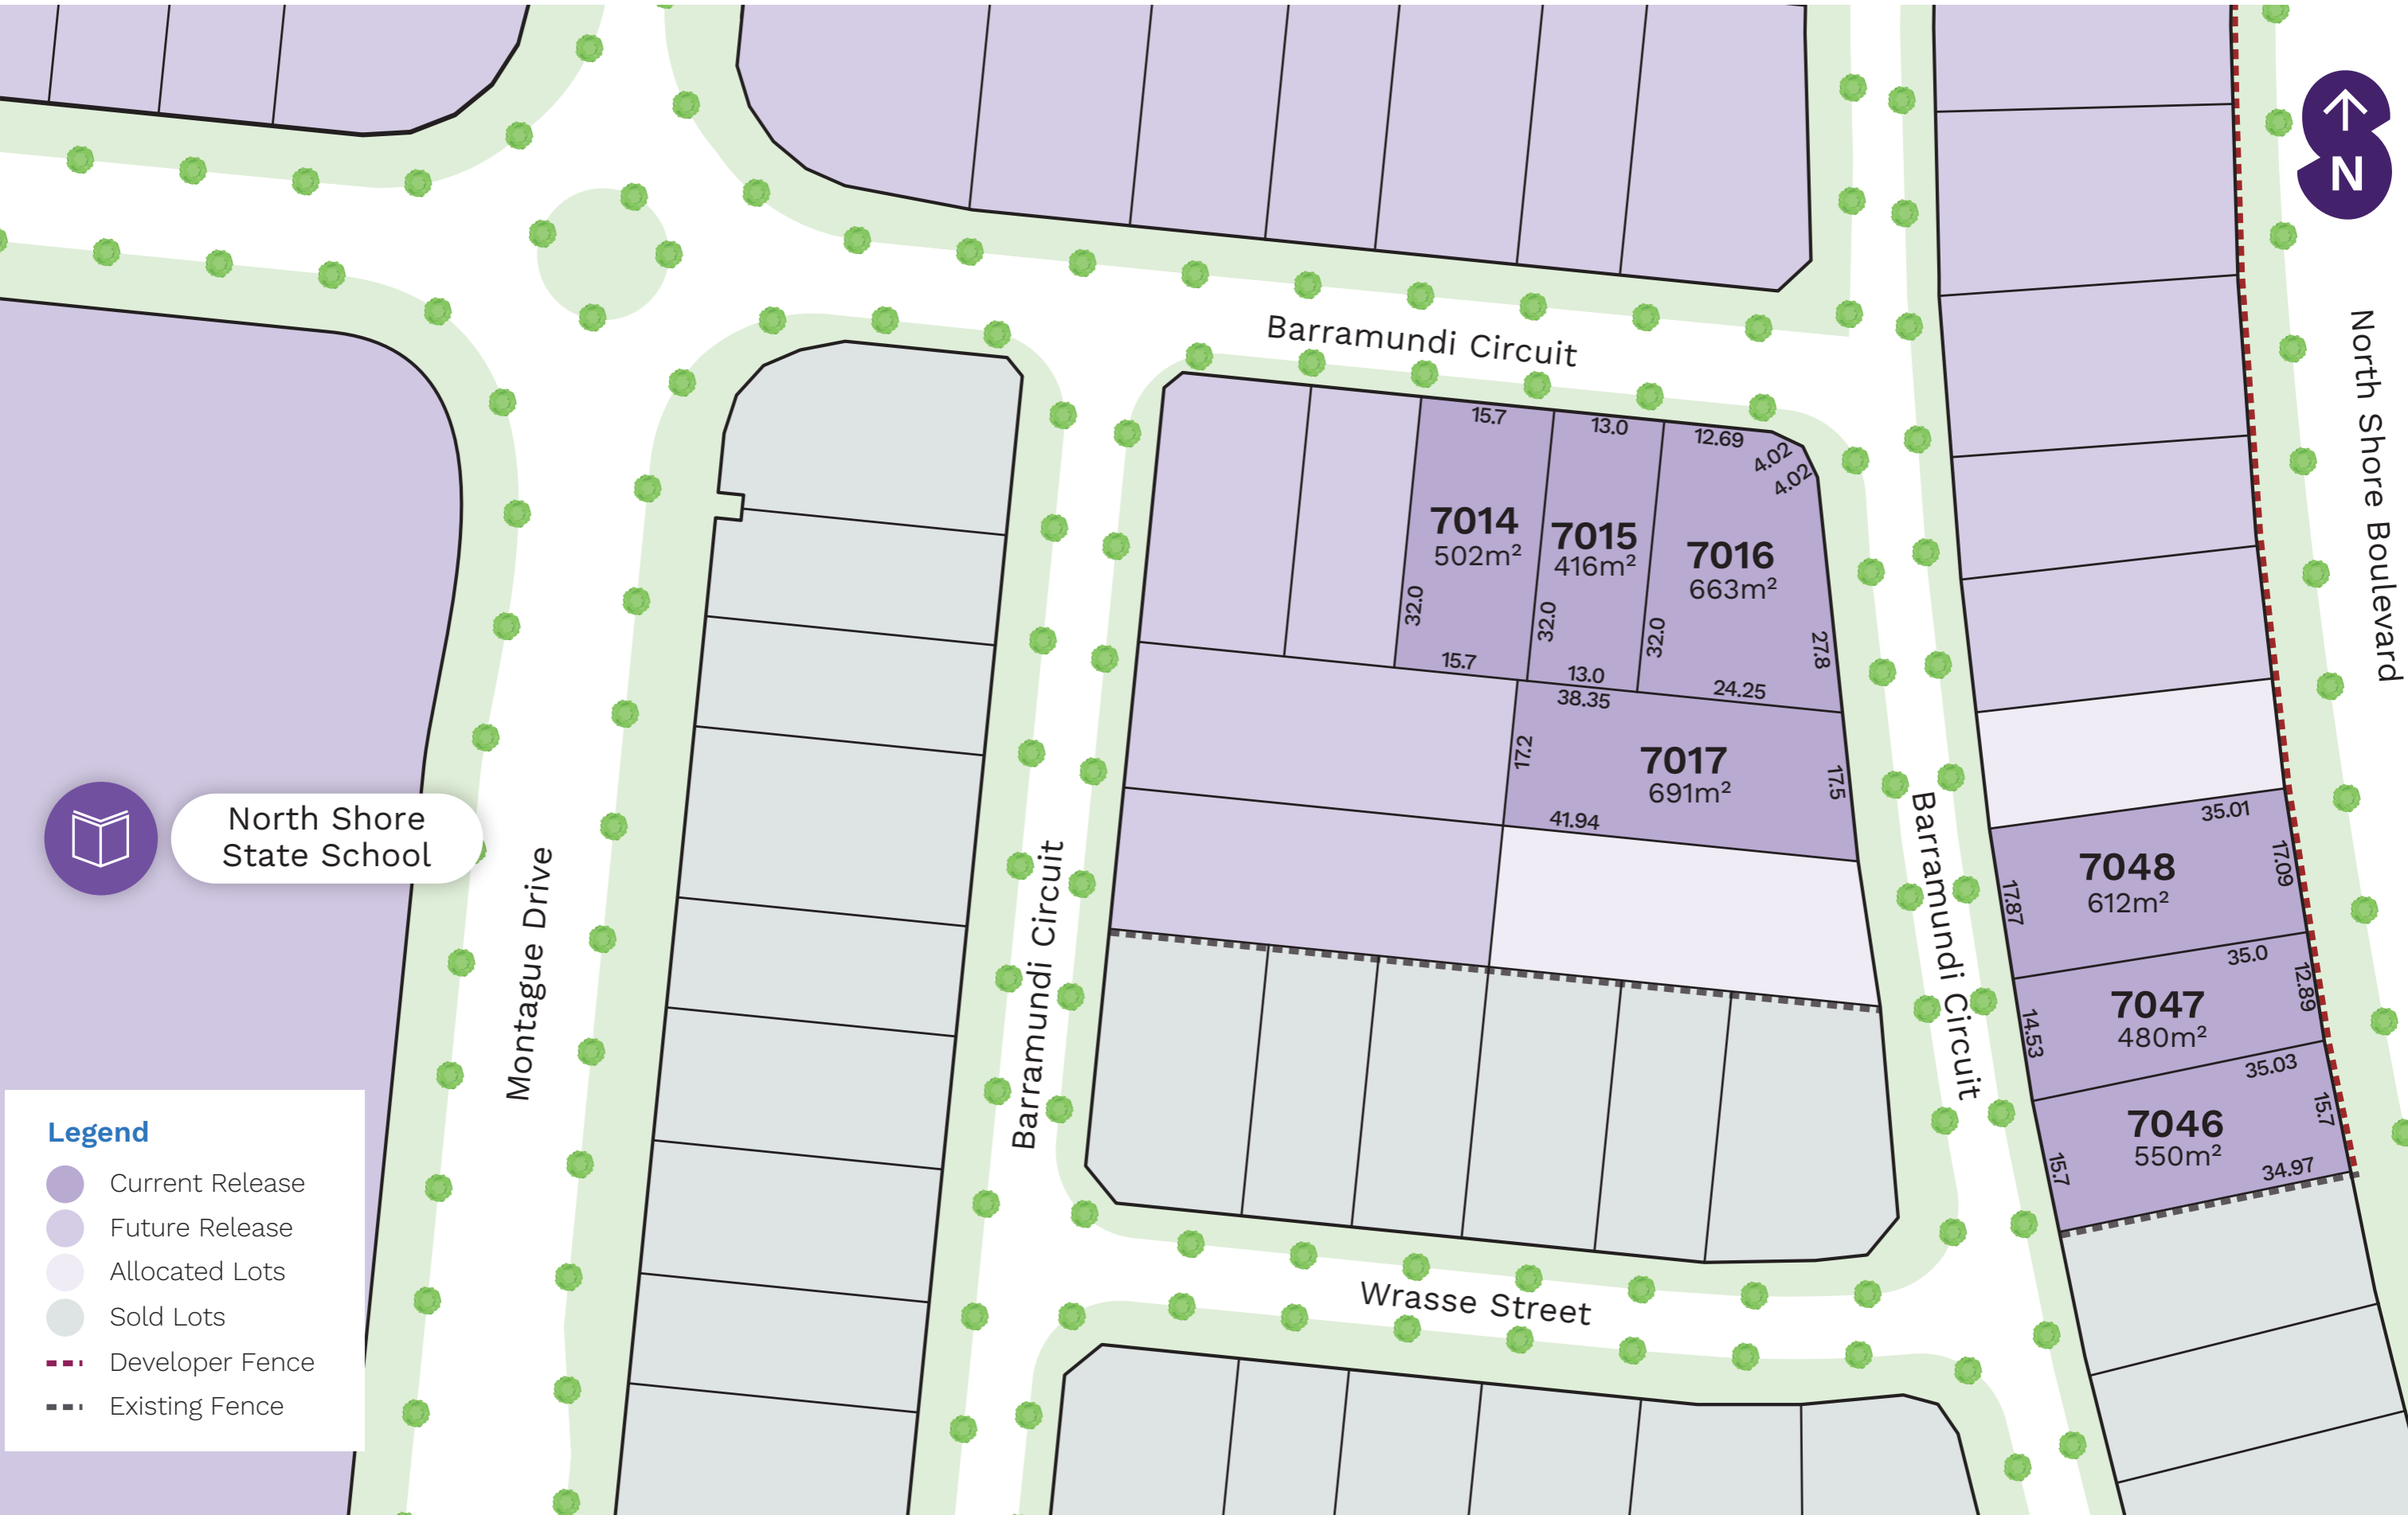 N
Barramundi Circuit
North Shore Boulevard
15.7
13.0
12.69
4.02
4.02
7014
502m²
7015
416m²
7016
663m²
32.0
32.0
32.0
27.8
15.7
13.0
24.25
38.35
17.2
7017
691m²
17.5
41.94
North Shore
State School
Montague Drive
Barramundi Circuit
Barramundi Circuit
35.01
7048
612m²
17.09
17.87
35.0
7047
480m²
12.89
14.53
35.03
7046
550m²
15.7
15.7
34.97
Wrasse Street
Legend
Current Release
Future Release
Allocated Lots
Sold Lots
Developer Fence
Existing Fence